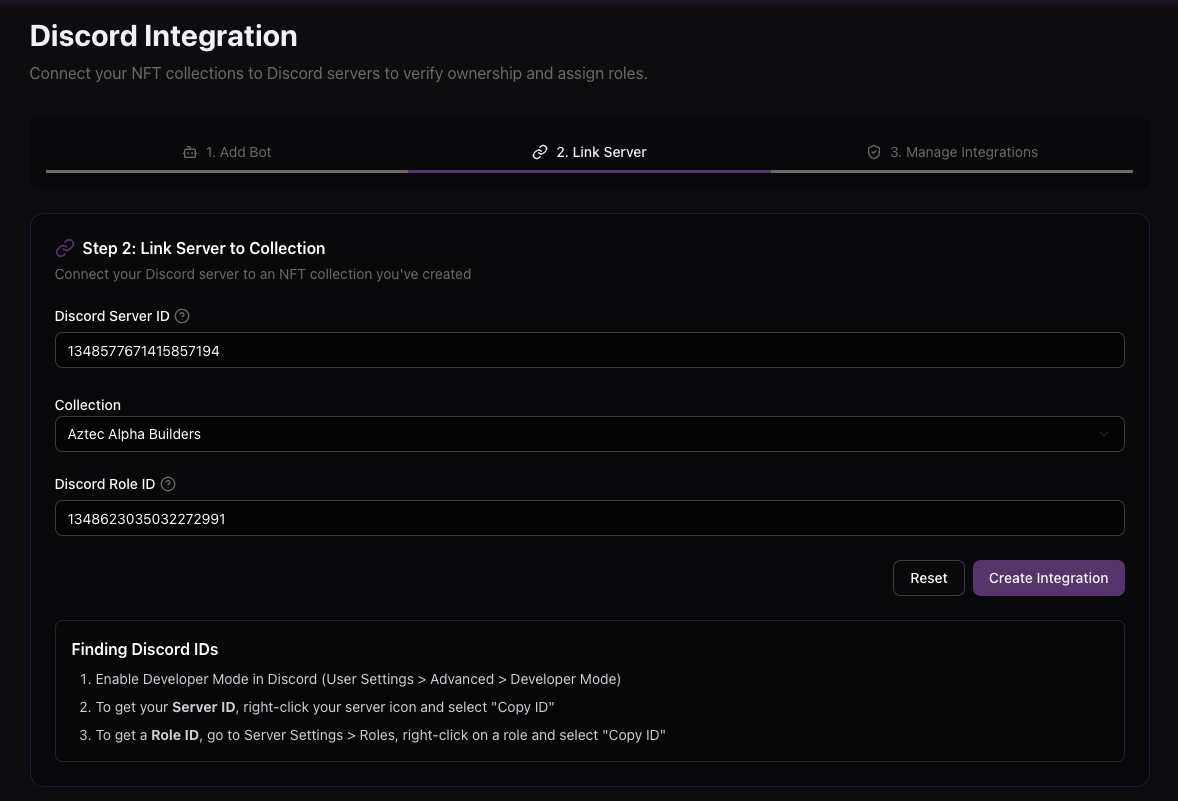 Discord Integration
Connect your NFT collections to Discord servers to verify ownership and assign roles.
1. Add Bot
2. Link Server
3. Manage Integrations
Step 2: Link Server to Collection
Connect your Discord server to an NFT collection you've created
Discord Server ID
1348577671415857194
Collection
Aztec Alpha Builders
Discord Role ID
1348623035032272991
Reset
Create Integration
Finding Discord IDs
1. Enable Developer Mode in Discord (User Settings > Advanced > Developer Mode)
2. To get your Server ID, right-click your server icon and select "Copy ID"
3. To get a Role ID, go to Server Settings > Roles, right-click on a role and select "Copy ID"